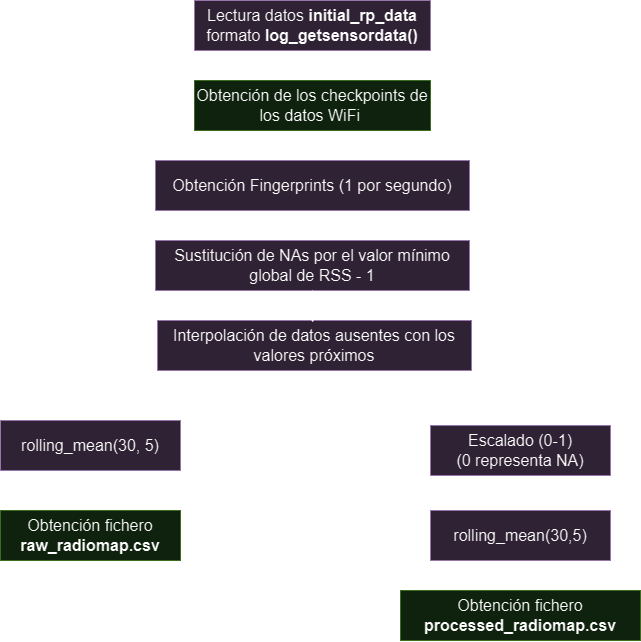 Lectura datos initial_rp_data
formato log_getsensordata()
Obtención de los checkpoints de
los datos WiFi
Obtención Fingerprints (1 por segundo)
Sustitución de NAs por el valor mínimo
global de RSS - 1
Interpolación de datos ausentes con los
valores próximos
rolling_mean(30, 5)
Obtención fichero
raw_radiomap.csv
Escalado (0-1)
(0 representa NA)
rolling_mean(30,5)
Obtención fichero
processed_radiomap.csv